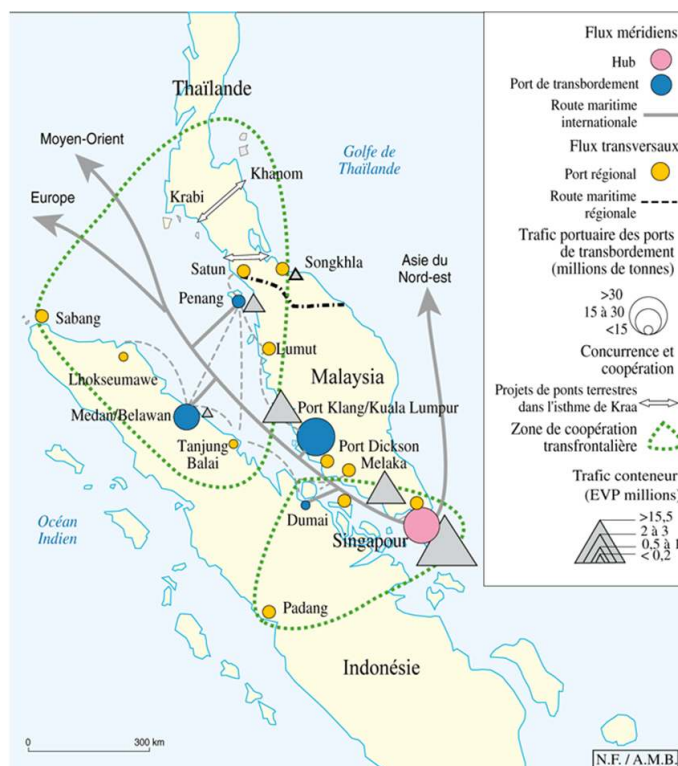 Thaïlande
Moyen-Orient
Golfe de
Thaïlande
Khanom
Europe
Krabi
Asie du
Nord-est
Satun
Songkhla
Penang
Sabang
Lumut
Lhokseumawe
Malaysia
Medan/Belawan
Port Klang/Kuala Lumpur
Tanjung
Balai
Port Dickson
Melaka
Océan
Indien
Dumai
Singapour
Padang
Indonésie
0 300 km
Flux méridiens
Hub
Port de transbordement
Route maritime
internationale
Flux transversaux
Port régional
Route maritime
régionale
Trafic portuaire des ports
de transbordement
(millions de tonnes)
>30
15 à 30
<15
Concurrence et
coopération
Projets de ponts terrestres
dans l'isthme de Kraa
Zone de coopération
transfrontalière
Trafic conteneur
(EVP millions)
>15,5
2 à 3
0,5 à 1
< 0,2
N.F. / A.M.B.